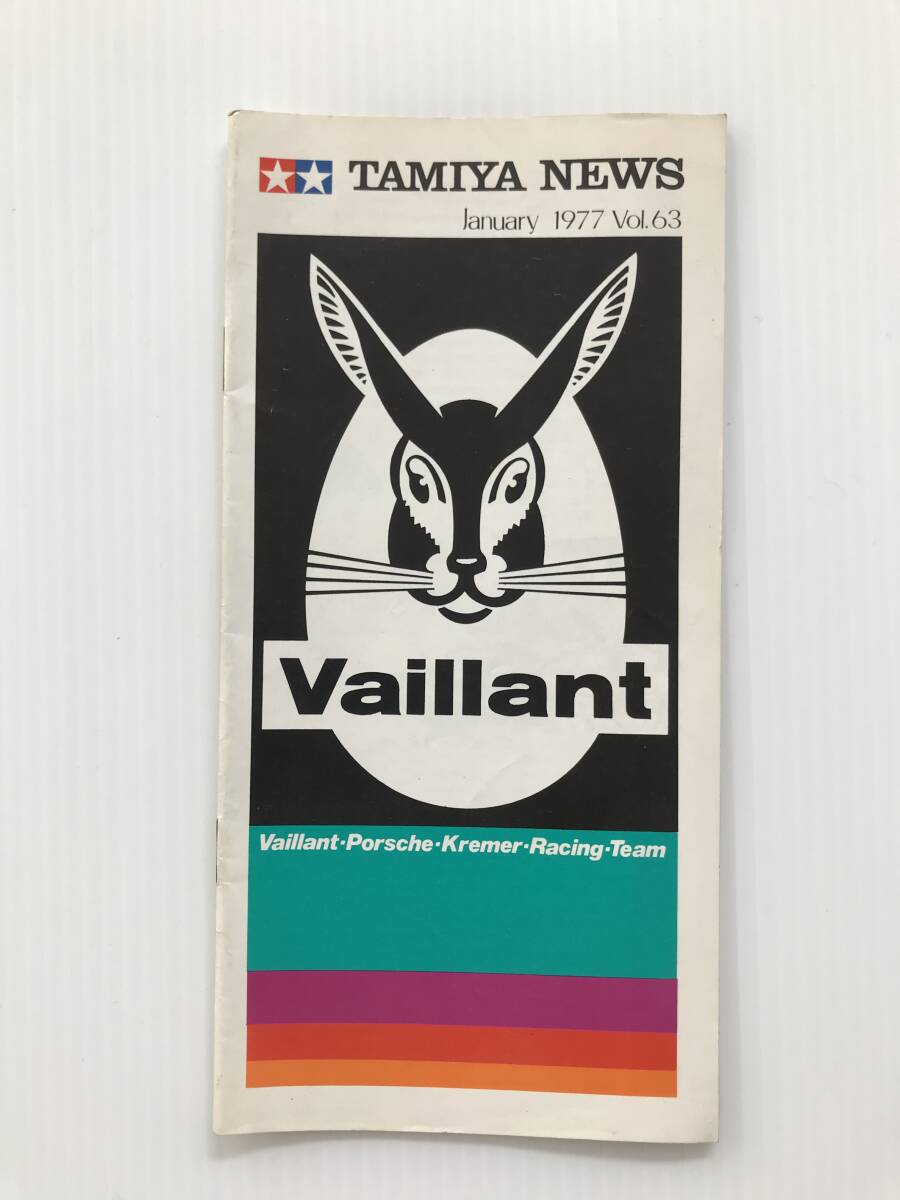 TAMIYA NEWS
January 1977 Vol.63
Vaillant
Vaillant·Porsche·Kremer·Racing·Team